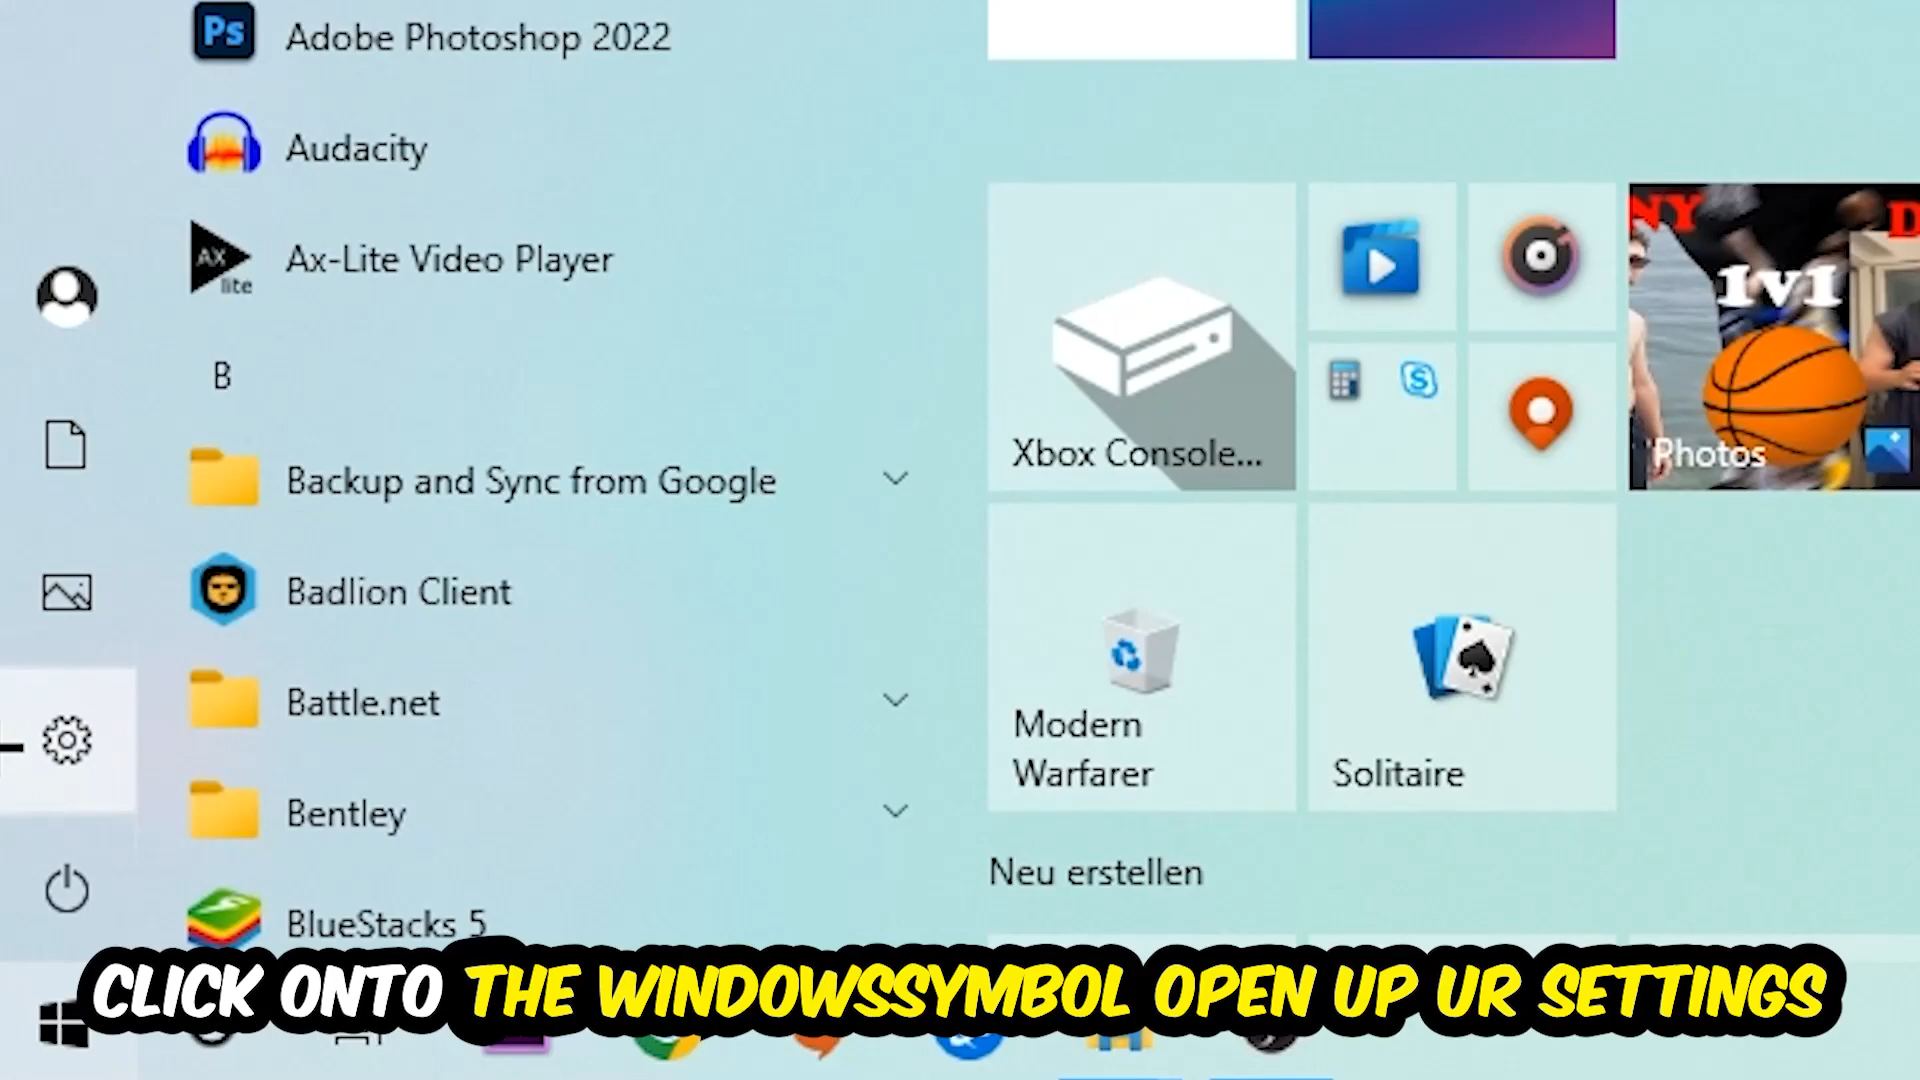 Ps
Adobe Photoshop 2022
Audacity
AX
lite
Ax-Lite Video Player
B
Backup and Sync from Google
Badlion Client
Battle.net
Bentley
BlueStacks 5
Xbox Console...
S
NY
D
1v1
Photos
Modern
Warfarer
Solitaire
Neu erstellen
CLICK ONTO THE WINDOWSSYMBOL OPEN UP UR SETTINGS